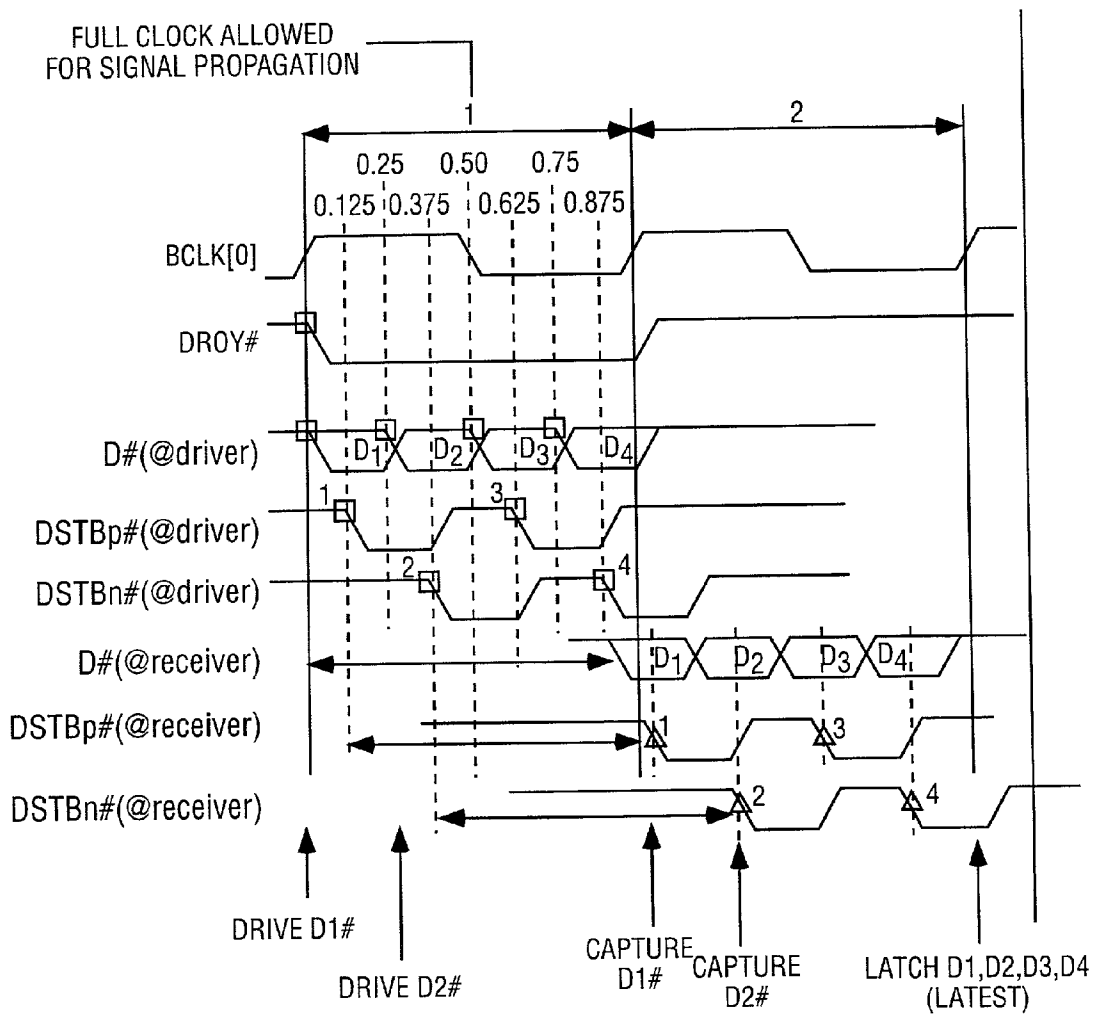 FULL CLOCK ALLOWED
FOR SIGNAL PROPAGATION
1
2
0.25 0.50 0.75
0.125 0.375 0.625 0.875
BCLK[0]
DROY#
D#(@driver)
D1 D2 D3 D4
DSTBp#(@driver)
1 3
DSTBn#(@driver)
2 4
D#(@receiver)
D1 D2 D3 D4
DSTBp#(@receiver)
1 3
DSTBn#(@receiver)
2 4
DRIVE D1#
DRIVE D2#
CAPTURE
D1#
CAPTURE
D2#
LATCH D1,D2,D3,D4
(LATEST)